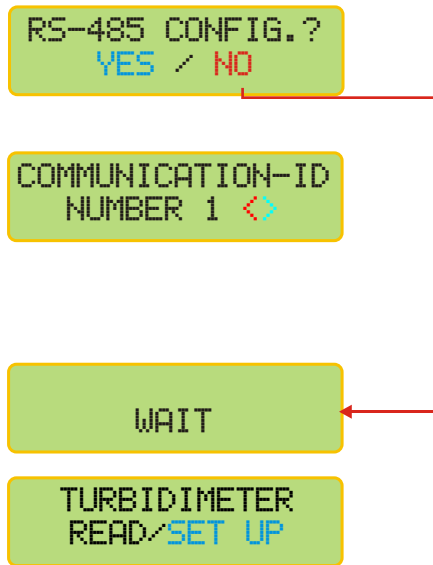 RS-485 CONFIG.?
YES / NO
COMMUNICATION-ID
NUMBER 1 <>
WAIT
TURBIDIMETER
READ/SET UP